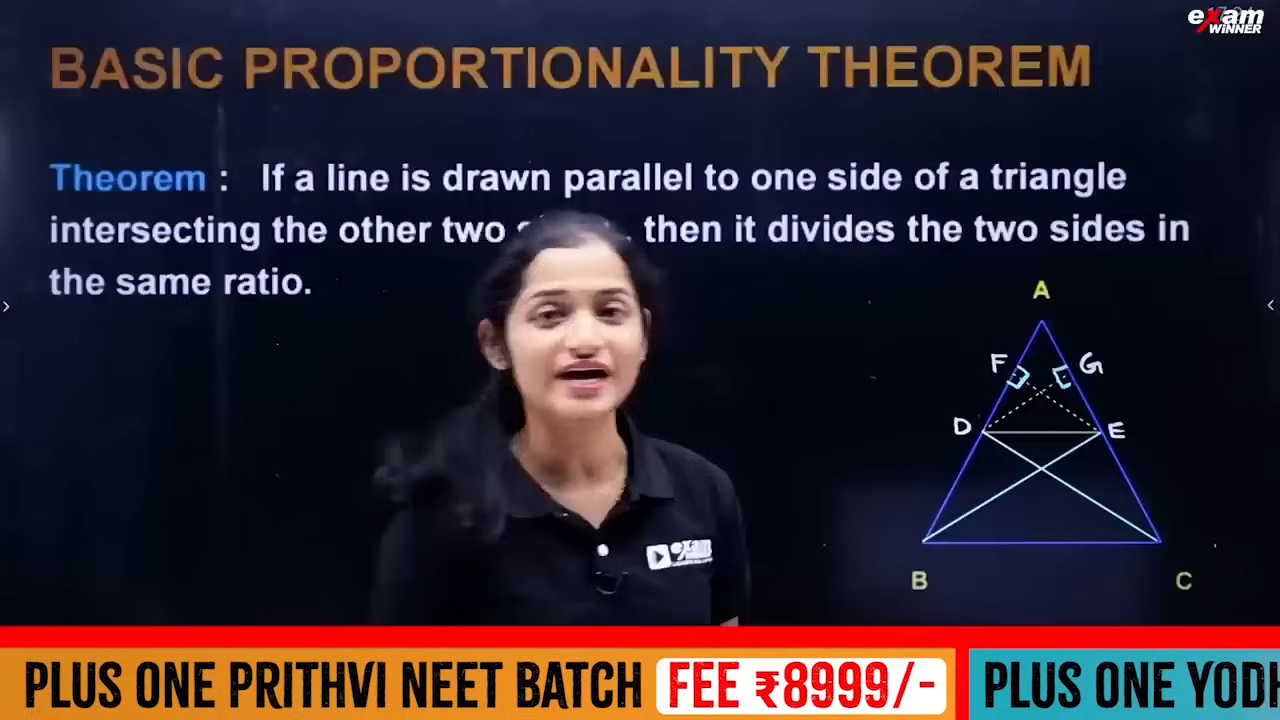 exam
WINNER
BASIC PROPORTIONALITY THEOREM
Theorem : If a line is drawn parallel to one side of a triangle
intersecting the other two then it divides the two sides in
the same ratio.
A
F G
D E
B C
exam
PLUS ONE PRITHVI NEET BATCH FEE ₹8999/- PLUS ONE